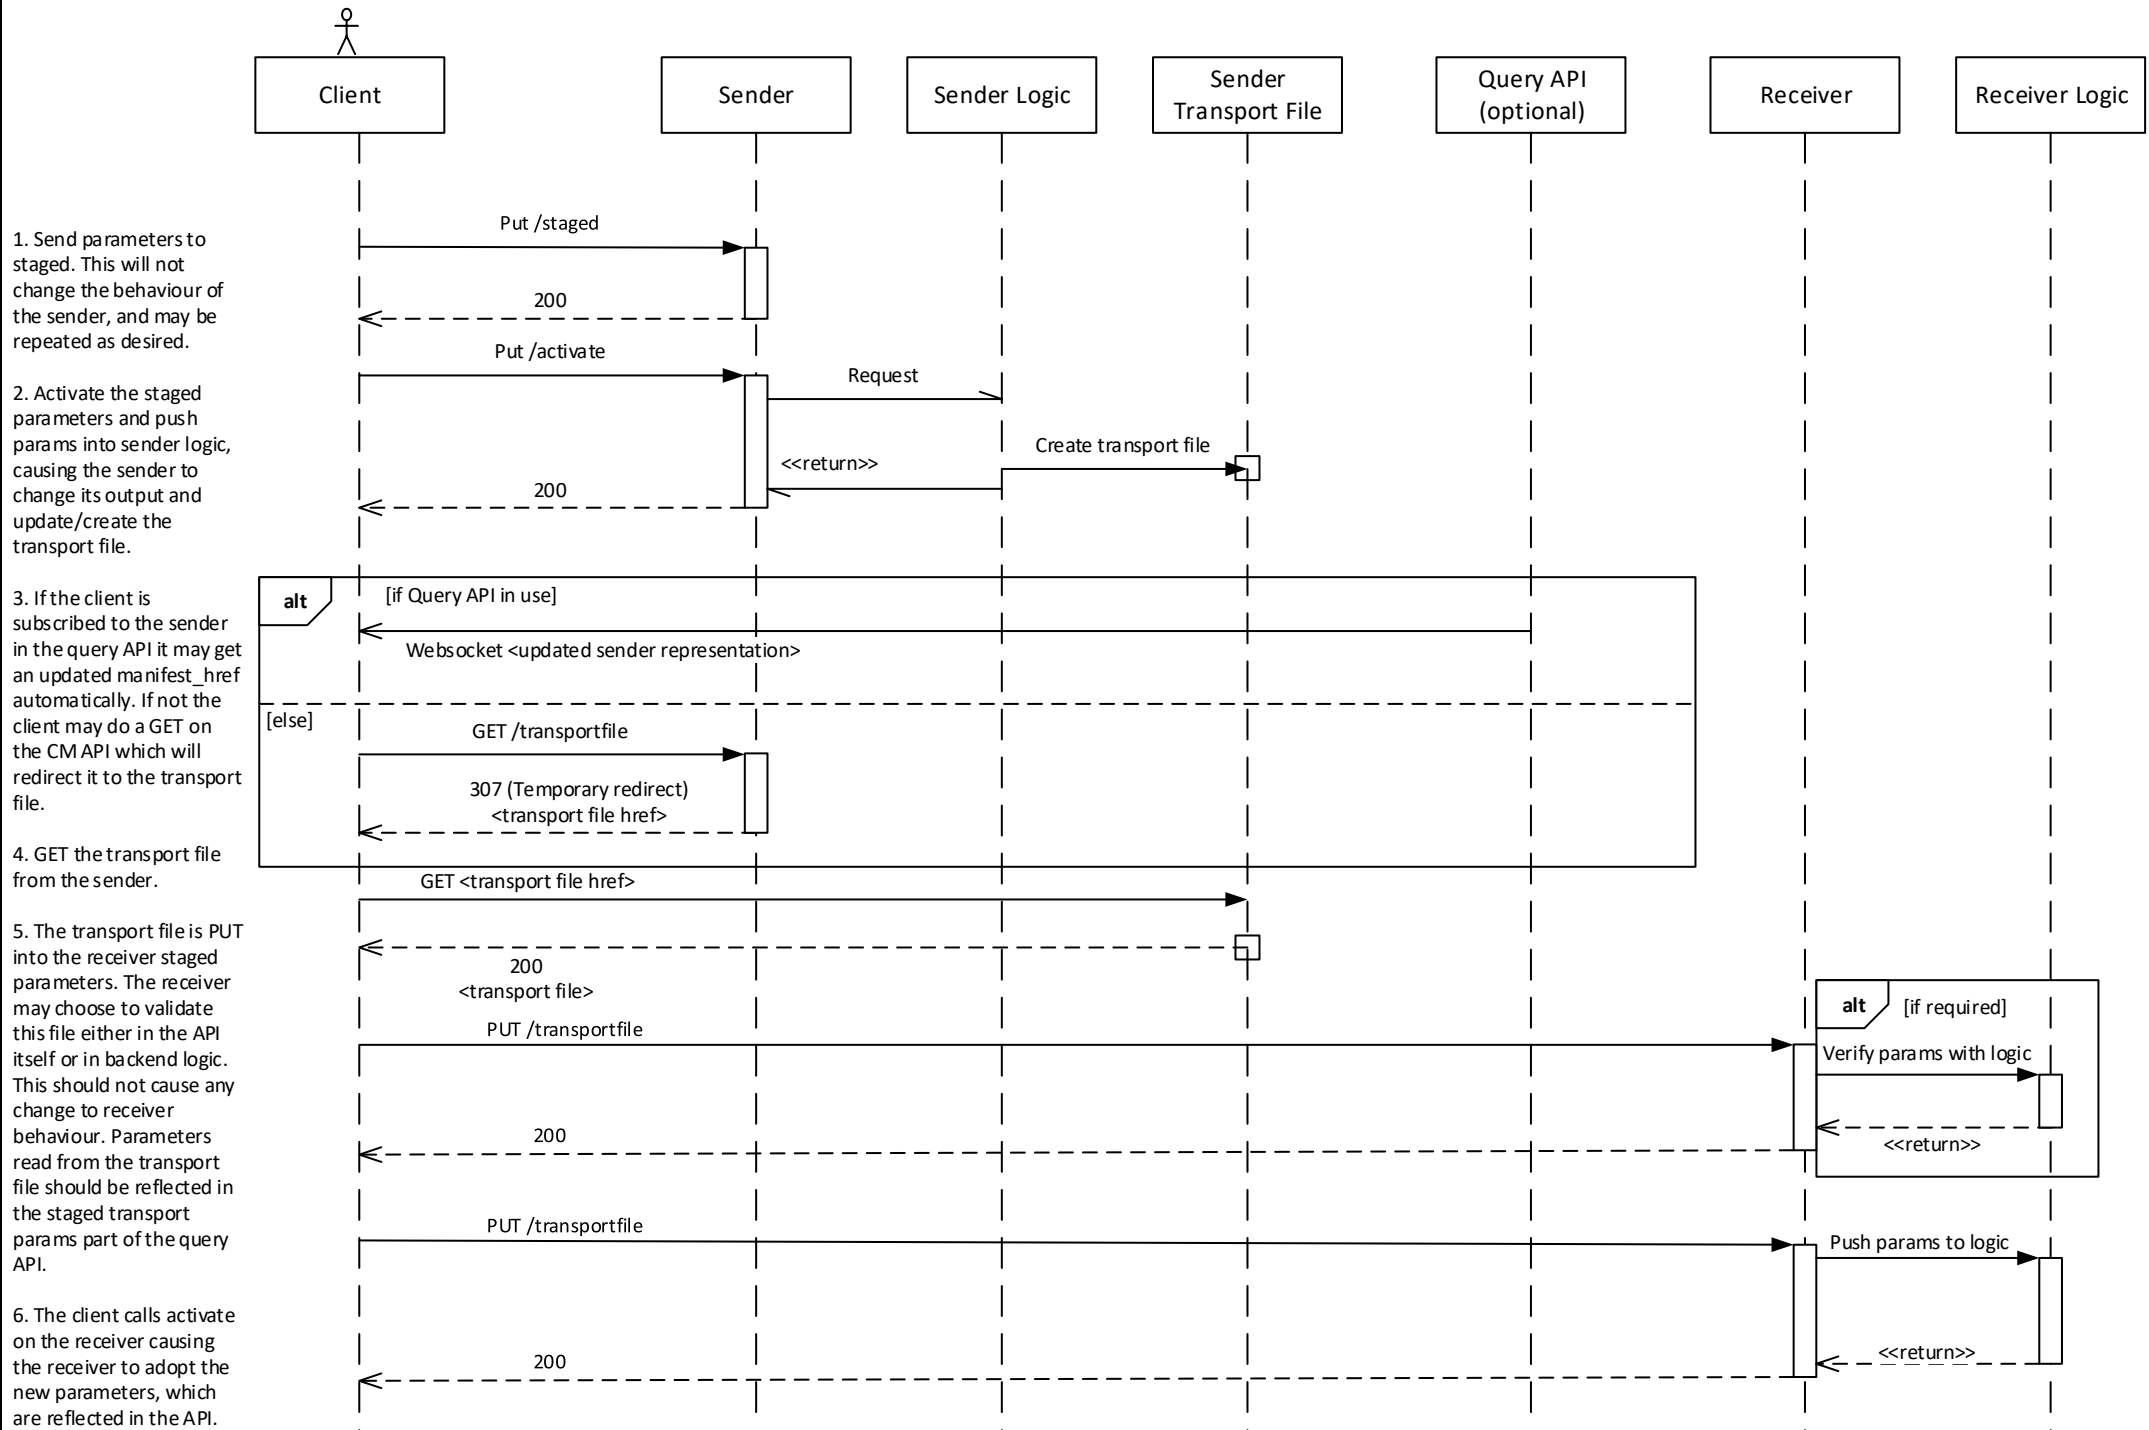 Client
Sender
Sender Logic
Sender
Transport File
Query API
(optional)
Receiver
Receiver Logic
1. Send parameters to
staged. This will not
change the behaviour of
the sender, and may be
repeated as desired.
2. Activate the staged
parameters and push
params into sender logic,
causing the sender to
change its output and
update/create the
transport file.
3. If the client is
subscribed to the sender
in the query API it may get
an updated manifest_href
automatically. If not the
client may do a GET on
the CM API which will
redirect it to the transport
file.
4. GET the transport file
from the sender.
5. The transport file is PUT
into the receiver staged
parameters. The receiver
may choose to validate
this file either in the API
itself or in backend logic.
This should not cause any
change to receiver
behaviour. Parameters
read from the transport
file should be reflected in
the staged transport
params part of the query
API.
6. The client calls activate
on the receiver causing
the receiver to adopt the
new parameters, which
are reflected in the API.
Put /staged
200
Put /activate
Request
Create transport file
<<return>>
200
alt
[if Query API in use]
Websocket <updated sender representation>
[else]
GET /transportfile
307 (Temporary redirect)
<transport file href>
GET <transport file href>
200
<transport file>
PUT /transportfile
alt
[if required]
Verify params with logic
<<return>>
200
PUT /transportfile
Push params to logic
<<return>>
200